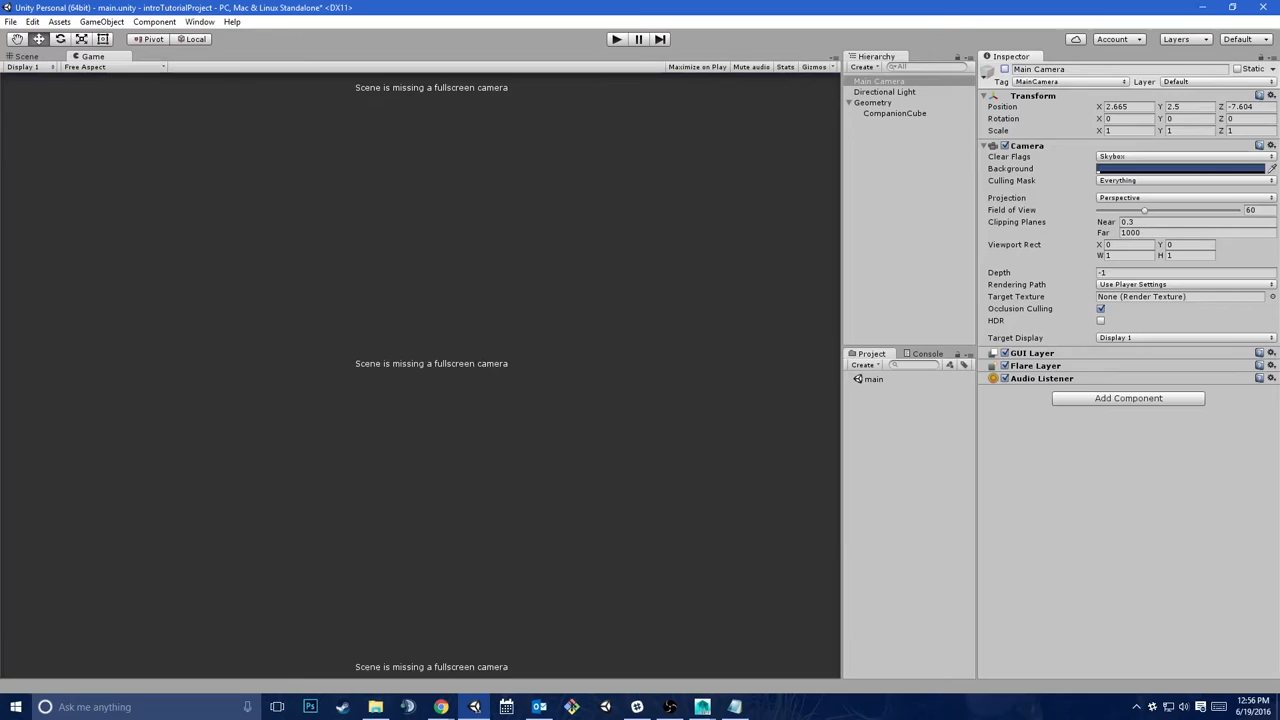 Unity Personal (64bit) - main.unity - introTutorialProject - PC, Mac & Linux Standalone* <DX11>
File Edit Assets GameObject Component Window Help
Pivot Local Account Layers Default
Scene Game
Display 1 Free Aspect Maximize on Play Mute audio Stats Gizmos
Scene is missing a fullscreen camera
Scene is missing a fullscreen camera
Scene is missing a fullscreen camera
Hierarchy
Create All
Main Camera
Directional Light
Geometry
CompanionCube
Project Console
Create
main
Inspector
Main Camera Static
Tag MainCamera Layer Default
Transform
Position X 2.665 Y 2.5 Z -7.604
Rotation X 0 Y 0 Z 0
Scale X 1 Y 1 Z 1
Camera
Clear Flags Skybox
Background
Culling Mask Everything
Projection Perspective
Field of View 60
Clipping Planes Near 0.3
Far 1000
Viewport Rect X 0 Y 0
W 1 H 1
Depth -1
Rendering Path Use Player Settings
Target Texture None (Render Texture)
Occlusion Culling
HDR
Target Display Display 1
GUI Layer
Flare Layer
Audio Listener
Add Component
Ask me anything
12:56 PM
6/19/2016